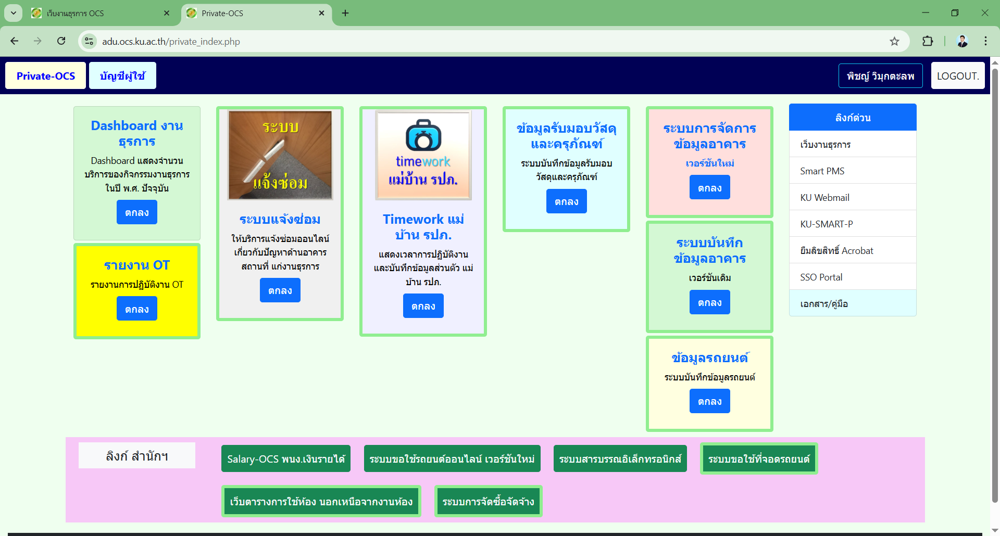 เว็บงานธุรการ OCS
Private-OCS
adu.ocs.ku.ac.th/private_index.php
Private-OCS
บัญชีผู้ใช้
พิชญ์ วิมุกตะลพ
LOGOUT.
Dashboard งาน
ธุรการ
Dashboard แสดงจำนวน
บริการของกิจกรรมงานธุรการ
ในปี พ.ศ. ปัจจุบัน
ตกลง
รายงาน OT
รายงานการปฏิบัติงาน OT
ตกลง
ระบบ
แจ้งซ่อม
ระบบแจ้งซ่อม
ให้บริการแจ้งซ่อมออนไลน์
เกี่ยวกับปัญหาด้านอาคาร
สถานที่ แก่งานธุรการ
ตกลง
timework
แม่บ้าน รปภ.
Timework แม่
บ้าน รปภ.
แสดงเวลาการปฏิบัติงาน
และบันทึกข้อมูลส่วนตัว แม่
บ้าน รปภ.
ตกลง
ข้อมูลรับมอบวัสดุ
และครุภัณฑ์
ระบบบันทึกข้อมูลรับมอบ
วัสดุและครุภัณฑ์
ตกลง
ระบบการจัดการ
ข้อมูลอาคาร
เวอร์ชันใหม่
ตกลง
ระบบบันทึก
ข้อมูลอาคาร
เวอร์ชันเดิม
ตกลง
ข้อมูลรถยนต์
ระบบบันทึกข้อมูลรถยนต์
ตกลง
ลิงก์ด่วน
เว็บงานธุรการ
Smart PMS
KU Webmail
KU-SMART-P
ยืมลิขสิทธิ์ Acrobat
SSO Portal
เอกสาร/คู่มือ
ลิงก์ สำนักฯ
Salary-OCS พนง.เงินรายได้
ระบบขอใช้รถยนต์ออนไลน์ เวอร์ชันใหม่
ระบบสารบรรณอิเล็กทรอนิกส์
ระบบขอใช้ที่จอดรถยนต์
เว็บตารางการใช้ห้อง นอกเหนือจากงานห้อง
ระบบการจัดซื้อจัดจ้าง